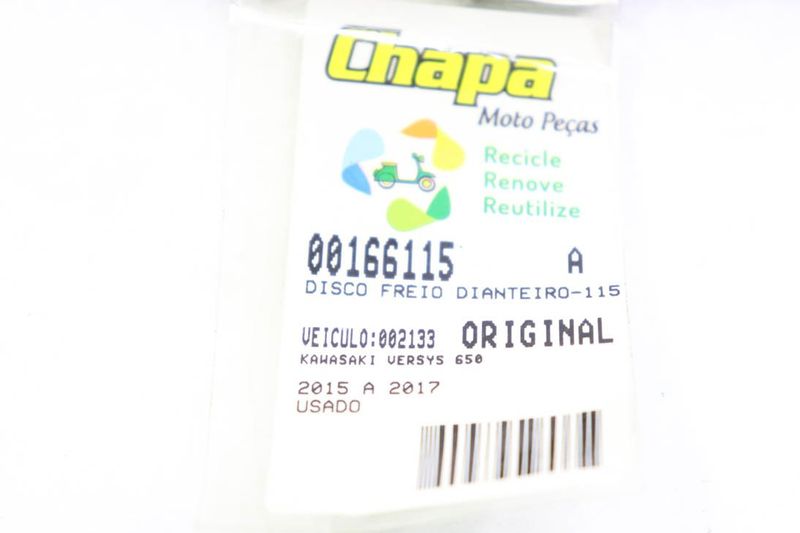 Chapa
Moto Peças
Recicle
Renove
Reutilize
00166115 A
DISCO FREIO DIANTEIRO-115
VEICULO:002133 ORIGINAL
KAWASAKI VERSYS 650
2015 A 2017
USADO